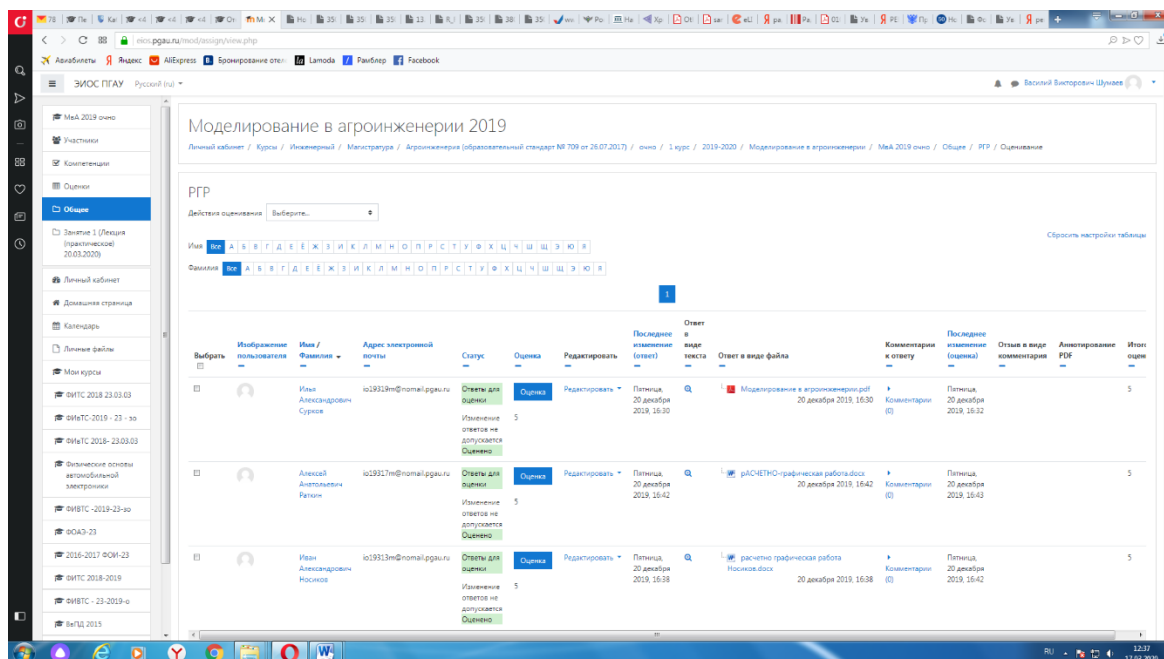 eios.pgau.ru/mod/assign/view.php
Авиабилеты Яндекс AliExpress Бронирование отел Lamoda Рамблер Facebook
ЭИОС ПГАУ Русский (ru)
Василий Викторович Шумаев
МвА 2019 очно
Участники
Компетенции
Оценки
Общее
Занятие 1 (Лекция
(практическое)
20.03.2020)
Личный кабинет
Домашняя страница
Календарь
Личные файлы
Мои курсы
ФИТС 2018 23.03.03
ФИвТС-2019 - 23 - зо
ФИвТС 2018- 23.03.03
Физические основы
автомобильной
электроники
ФИВТС -2019-23-зо
ФОАЭ-23
2016-2017 ФОИ-23
ФИТС 2018-2019
ФИВТС - 23-2019-о
ВвПД 2015
Моделирование в агроинженерии 2019
Личный кабинет / Курсы / Инженерный / Магистратура / Агроинженерия (образовательный стандарт № 709 от 26.07.2017) / очно / 1 курс / 2019-2020 / Моделирование в агроинженерии / МвА 2019 очно / Общее / РГР / Оценивание
РГР
Действия оценивания Выберите...
Сбросить настройки таблицы
Имя Все А Б В Г Д Е Ё Ж З И К Л М Н О П Р С Т У Ф Х Ц Ч Ш Щ Э Ю Я
Фамилия Все А Б В Г Д Е Ё Ж З И К Л М Н О П Р С Т У Ф Х Ц Ч Ш Щ Э Ю Я
1
Выбрать
Изображение
пользователя
Имя /
Фамилия
Адрес электронной
почты
Статус
Оценка
Редактировать
Последнее
изменение
(ответ)
Ответ
в
виде
текста
Ответ в виде файла
Комментарии
к ответу
Последнее
изменение
(оценка)
Отзыв в виде
комментария
Аннотирование
PDF
Итого
оцен
Илья
Александрович
Сурков
io19319m@nomail.pgau.ru
Ответы для
оценки
Изменение
ответов не
допускается
Оценено
Оценка
5
Редактировать
Пятница,
20 декабря
2019, 16:30
Моделирование в агроинженерии.pdf
20 декабря 2019, 16:30
Комментарии
(0)
Пятница,
20 декабря
2019, 16:32
5
Алексей
Анатольевич
Раткин
io19317m@nomail.pgau.ru
Ответы для
оценки
Изменение
ответов не
допускается
Оценено
Оценка
5
Редактировать
Пятница,
20 декабря
2019, 16:42
рАСЧЕТНО-графическая работа.docx
20 декабря 2019, 16:42
Комментарии
(0)
Пятница,
20 декабря
2019, 16:43
5
Иван
Александрович
Носиков
io19313m@nomail.pgau.ru
Ответы для
оценки
Изменение
ответов не
допускается
Оценено
Оценка
5
Редактировать
Пятница,
20 декабря
2019, 16:38
расчетно графическая работа
Носиков.docx
20 декабря 2019, 16:38
Комментарии
(0)
Пятница,
20 декабря
2019, 16:42
5
RU
12:37
17.03.2020